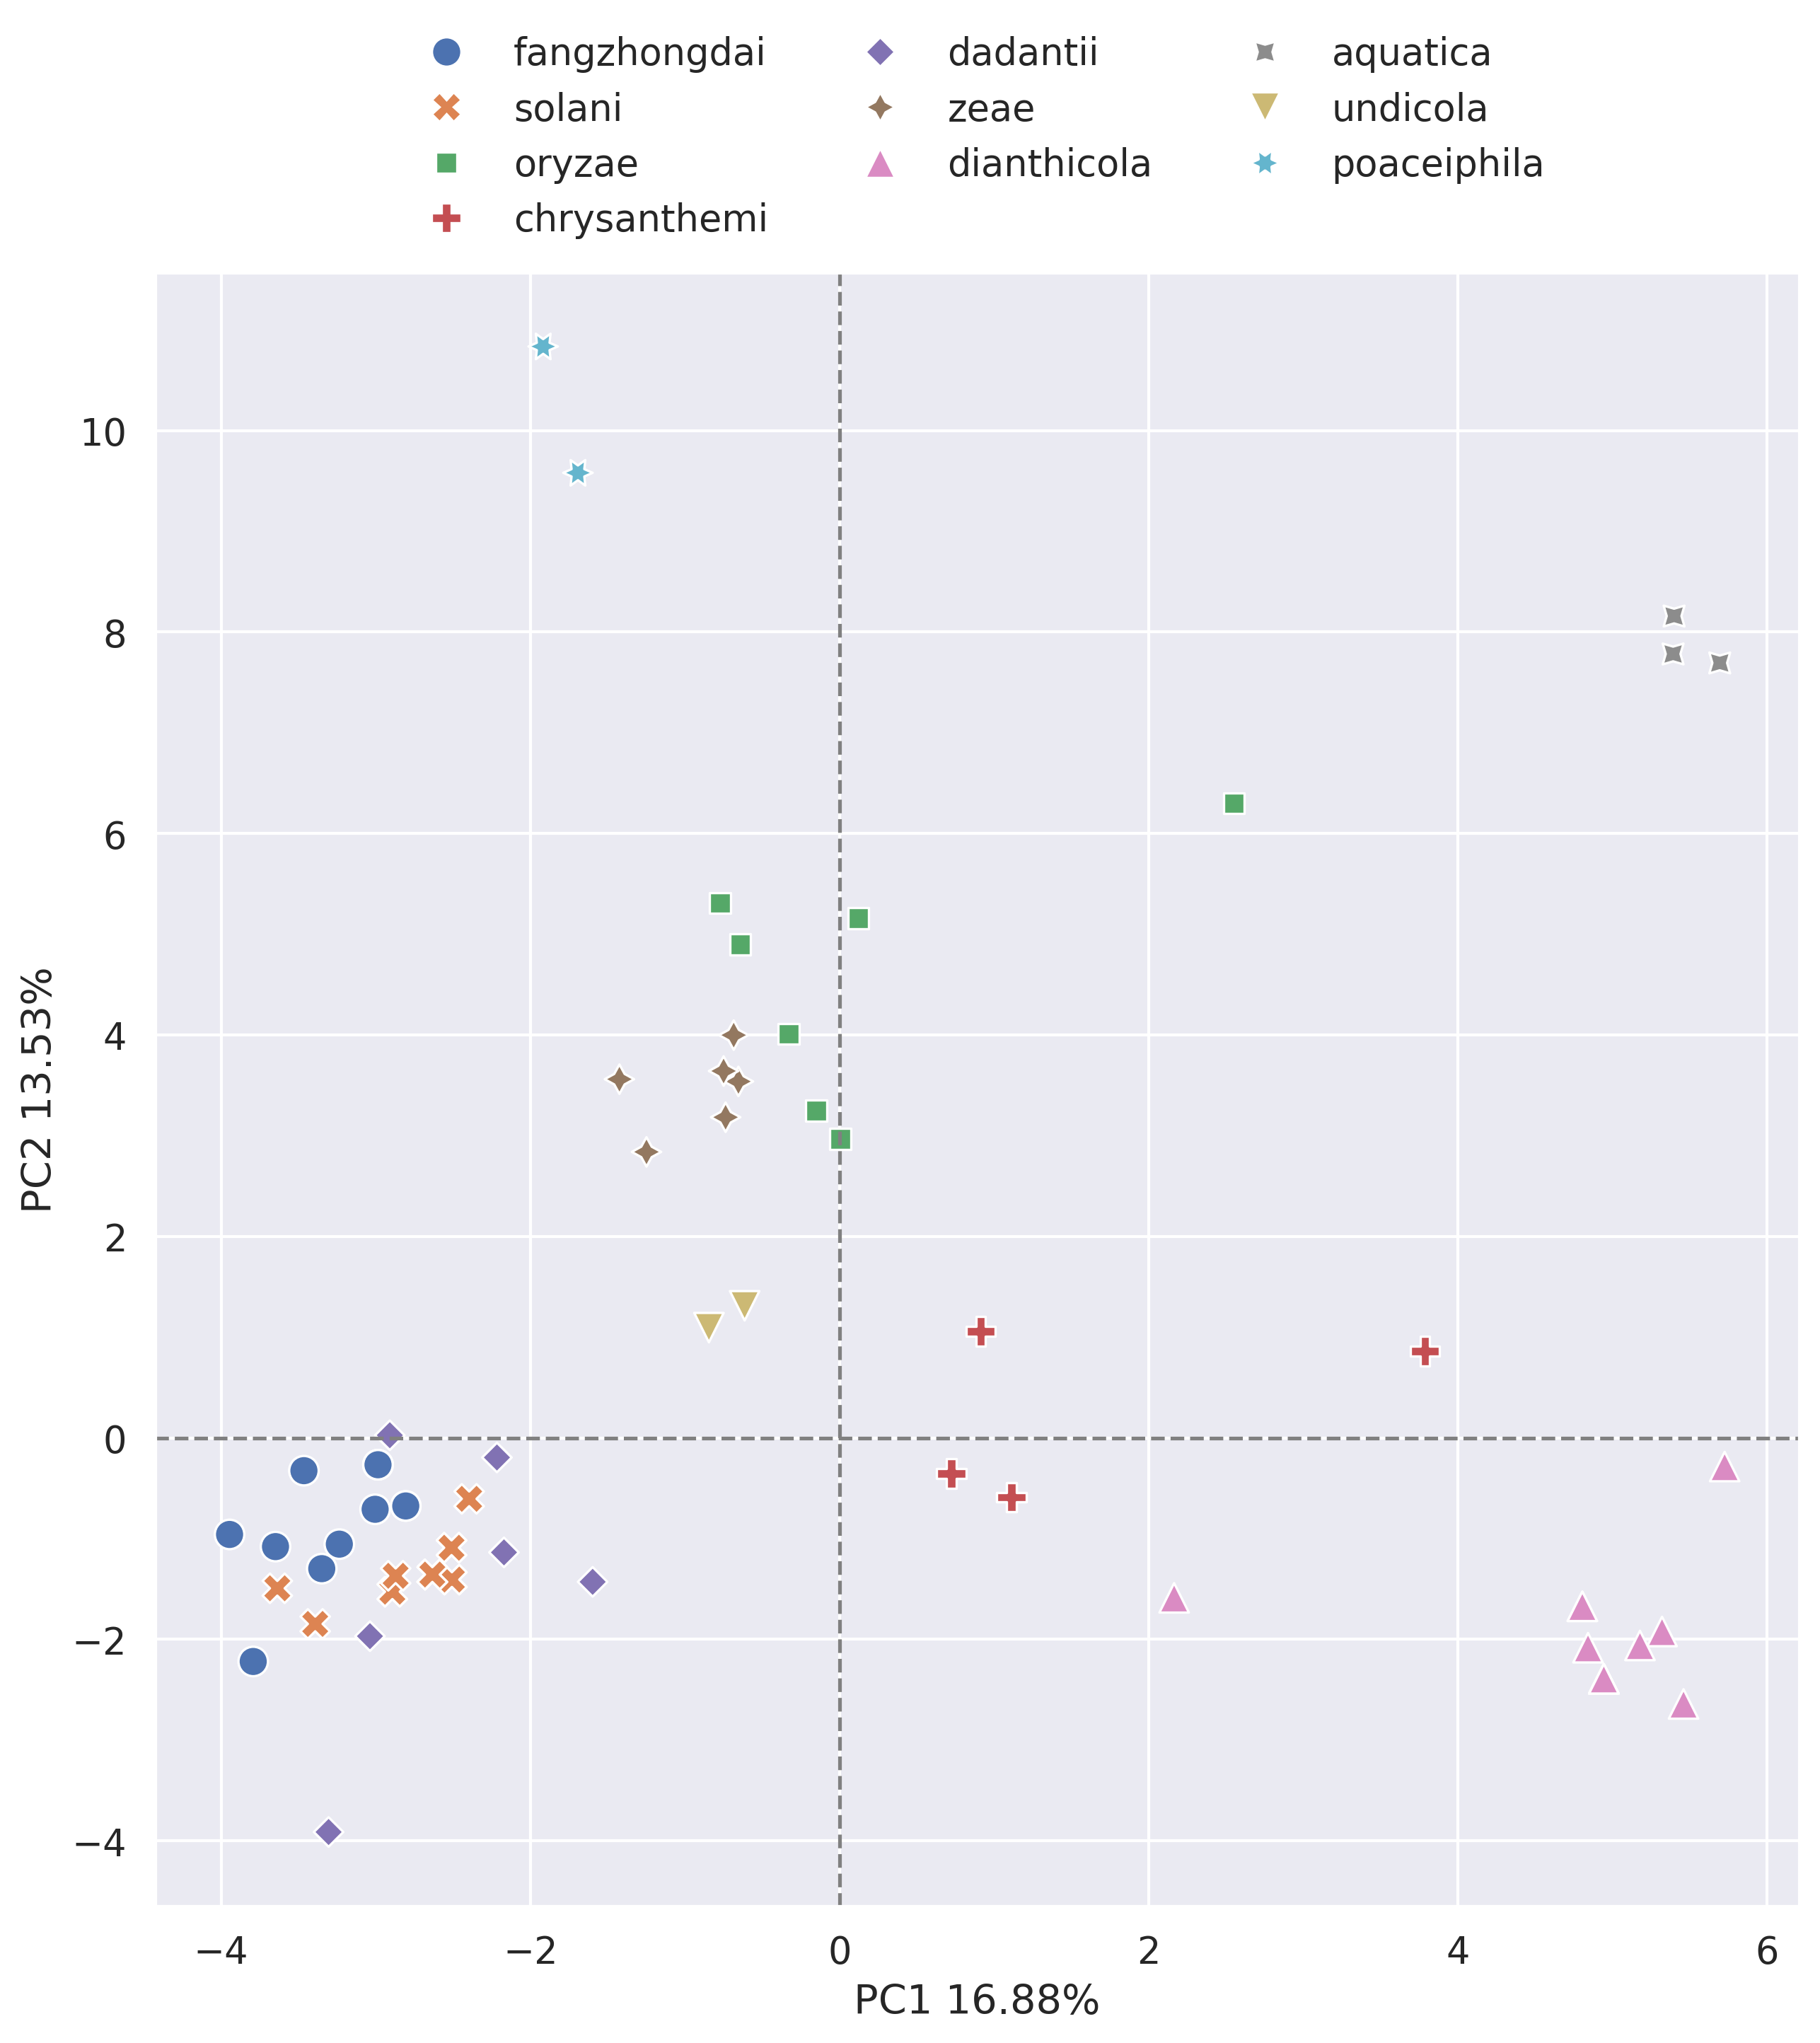 fangzhongdai
solani
oryzae
chrysanthemi
dadantii
zeae
dianthicola
aquatica
undicola
poaceiphila
PC2 13.53%
10
8
6
4
2
0
−2
−4
−4 −2 0 2 4 6
PC1 16.88%